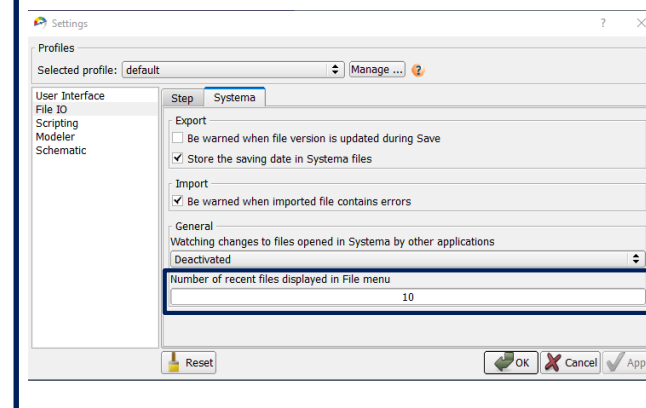 Settings
?
Profiles
Selected profile: default
Manage ...
User Interface
File IO
Scripting
Modeler
Schematic
Step
Systema
Export
Be warned when file version is updated during Save
Store the saving date in Systema files
Import
Be warned when imported file contains errors
General
Watching changes to files opened in Systema by other applications
Deactivated
Number of recent files displayed in File menu
10
Reset
OK
Cancel
App